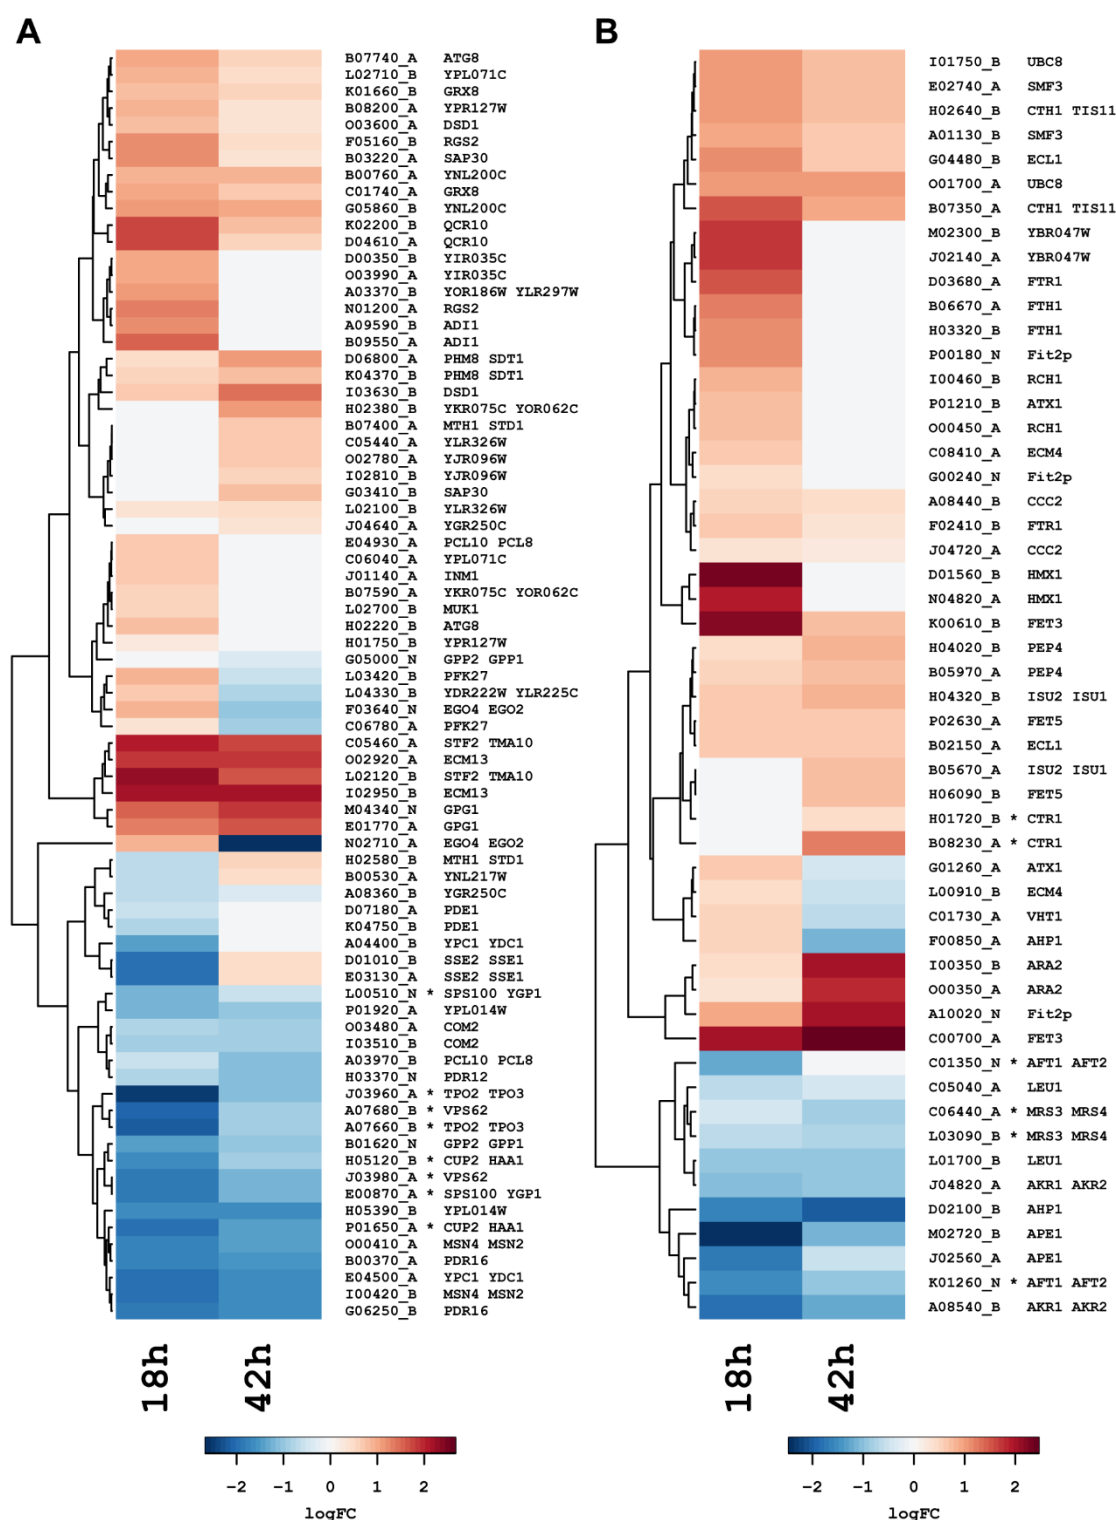 A
B07740_A ATG8
L02710_B YPL071C
K01660_B GRX8
B08200_A YPR127W
O03600_A DSD1
F05160_B RGS2
B03220_A SAP30
B00760_A YNL200C
C01740_A GRX8
G05860_B YNL200C
K02200_B QCR10
D04610_A QCR10
D00350_B YIR035C
O03990_A YIR035C
A03370_B YOR186W YLR297W
N01200_A RGS2
A09590_B ADI1
B09550_A ADI1
D06800_A PHM8 SDT1
K04370_B PHM8 SDT1
I03630_B DSD1
H02380_B YKR075C YOR062C
B07400_A MTH1 STD1
C05440_A YLR326W
O02780_A YJR096W
I02810_B YJR096W
G03410_B SAP30
L02100_B YLR326W
J04640_A YGR250C
E04930_A PCL10 PCL8
C06040_A YPL071C
J01140_A INM1
B07590_A YKR075C YOR062C
L02700_B MUK1
H02220_B ATG8
H01750_B YPR127W
G05000_N GPP2 GPP1
L03420_B PFK27
L04330_B YDR222W YLR225C
F03640_N EGO4 EGO2
C06780_A PFK27
C05460_A STF2 TMA10
O02920_A ECM13
L02120_B STF2 TMA10
I02950_B ECM13
M04340_N GPG1
E01770_A GPG1
N02710_A EGO4 EGO2
H02580_B MTH1 STD1
B00530_A YNL217W
A08360_B YGR250C
D07180_A PDE1
K04750_B PDE1
A04400_B YPC1 YDC1
D01010_B SSE2 SSE1
E03130_A SSE2 SSE1
L00510_N * SPS100 YGP1
P01920_A YPL014W
O03480_A COM2
I03510_B COM2
A03970_B PCL10 PCL8
H03370_N PDR12
J03960_A * TPO2 TPO3
A07680_B * VPS62
A07660_B * TPO2 TPO3
B01620_N GPP2 GPP1
H05120_B * CUP2 HAA1
J03980_A * VPS62
E00870_A * SPS100 YGP1
H05390_B YPL014W
P01650_A * CUP2 HAA1
O00410_A MSN4 MSN2
B00370_A PDR16
E04500_A YPC1 YDC1
I00420_B MSN4 MSN2
G06250_B PDR16
18h 42h
-2 -1 0 1 2
logFC
B
I01750_B UBC8
E02740_A SMF3
H02640_B CTH1 TIS11
A01130_B SMF3
G04480_B ECL1
O01700_A UBC8
B07350_A CTH1 TIS11
M02300_B YBR047W
J02140_A YBR047W
D03680_A FTR1
B06670_A FTH1
H03320_B FTH1
P00180_N Fit2p
I00460_B RCH1
P01210_B ATX1
O00450_A RCH1
C08410_A ECM4
G00240_N Fit2p
A08440_B CCC2
F02410_B FTR1
J04720_A CCC2
D01560_B HMX1
N04820_A HMX1
K00610_B FET3
H04020_B PEP4
B05970_A PEP4
H04320_B ISU2 ISU1
P02630_A FET5
B02150_A ECL1
B05670_A ISU2 ISU1
H06090_B FET5
H01720_B * CTR1
B08230_A * CTR1
G01260_A ATX1
L00910_B ECM4
C01730_A VHT1
F00850_A AHP1
I00350_B ARA2
O00350_A ARA2
A10020_N Fit2p
C00700_A FET3
C01350_N * AFT1 AFT2
C05040_A LEU1
C06440_A * MRS3 MRS4
L03090_B * MRS3 MRS4
L01700_B LEU1
J04820_A AKR1 AKR2
D02100_B AHP1
M02720_B APE1
J02560_A APE1
K01260_N * AFT1 AFT2
A08540_B AKR1 AKR2
18h 42h
-2 -1 0 1 2
logFC